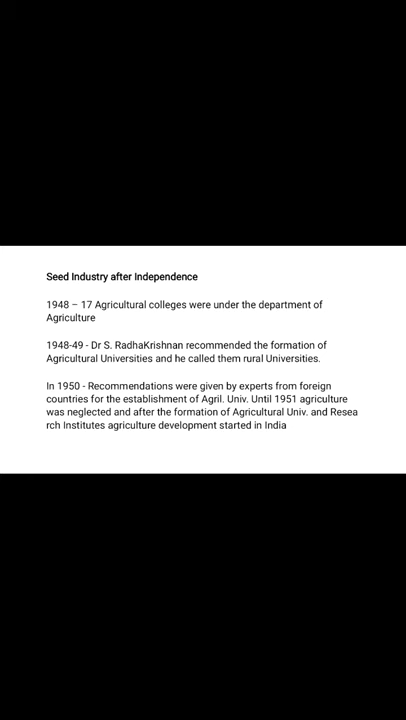 Seed Industry after Independence
1948 – 17 Agricultural colleges were under the department of
Agriculture
1948-49 - Dr S. RadhaKrishnan recommended the formation of
Agricultural Universities and he called them rural Universities.
In 1950 - Recommendations were given by experts from foreign
countries for the establishment of Agril. Univ. Until 1951 agriculture
was neglected and after the formation of Agricultural Univ. and Resea
rch Institutes agriculture development started in India